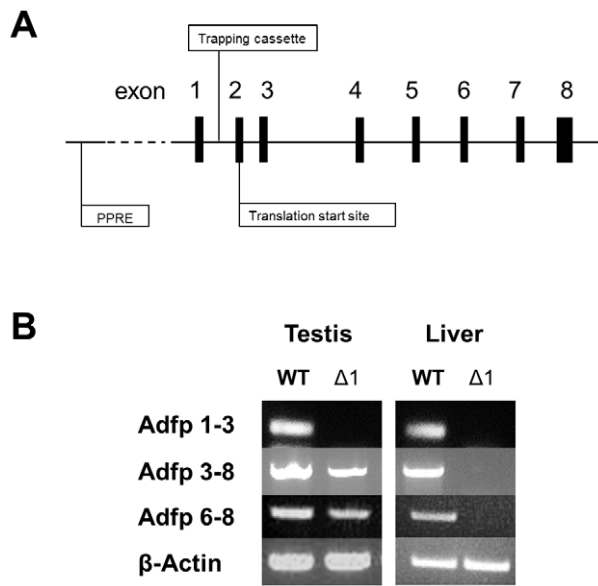 A
Trapping cassette
exon 1 2 3 4 5 6 7 8
PPRE
Translation start site
B
Testis Liver
WT Δ1 WT Δ1
Adfp 1-3
Adfp 3-8
Adfp 6-8
β-Actin